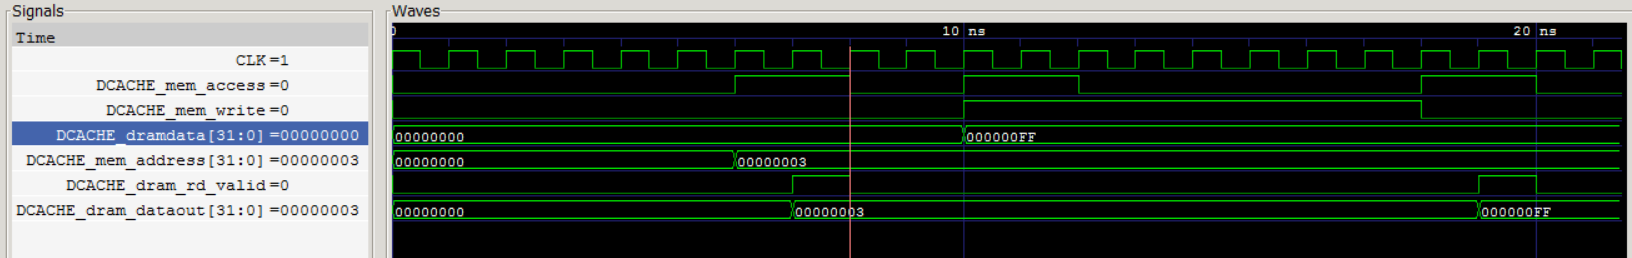 Signals
Waves
Time
10 ns
20 ns
CLK =1
DCACHE_mem_access =0
DCACHE_mem_write =0
DCACHE_dramdata[31:0] =00000000
00000000
000000FF
DCACHE_mem_address[31:0] =00000003
00000000
00000003
DCACHE_dram_rd_valid =0
DCACHE_dram_dataout[31:0] =00000003
00000000
00000003
000000FF